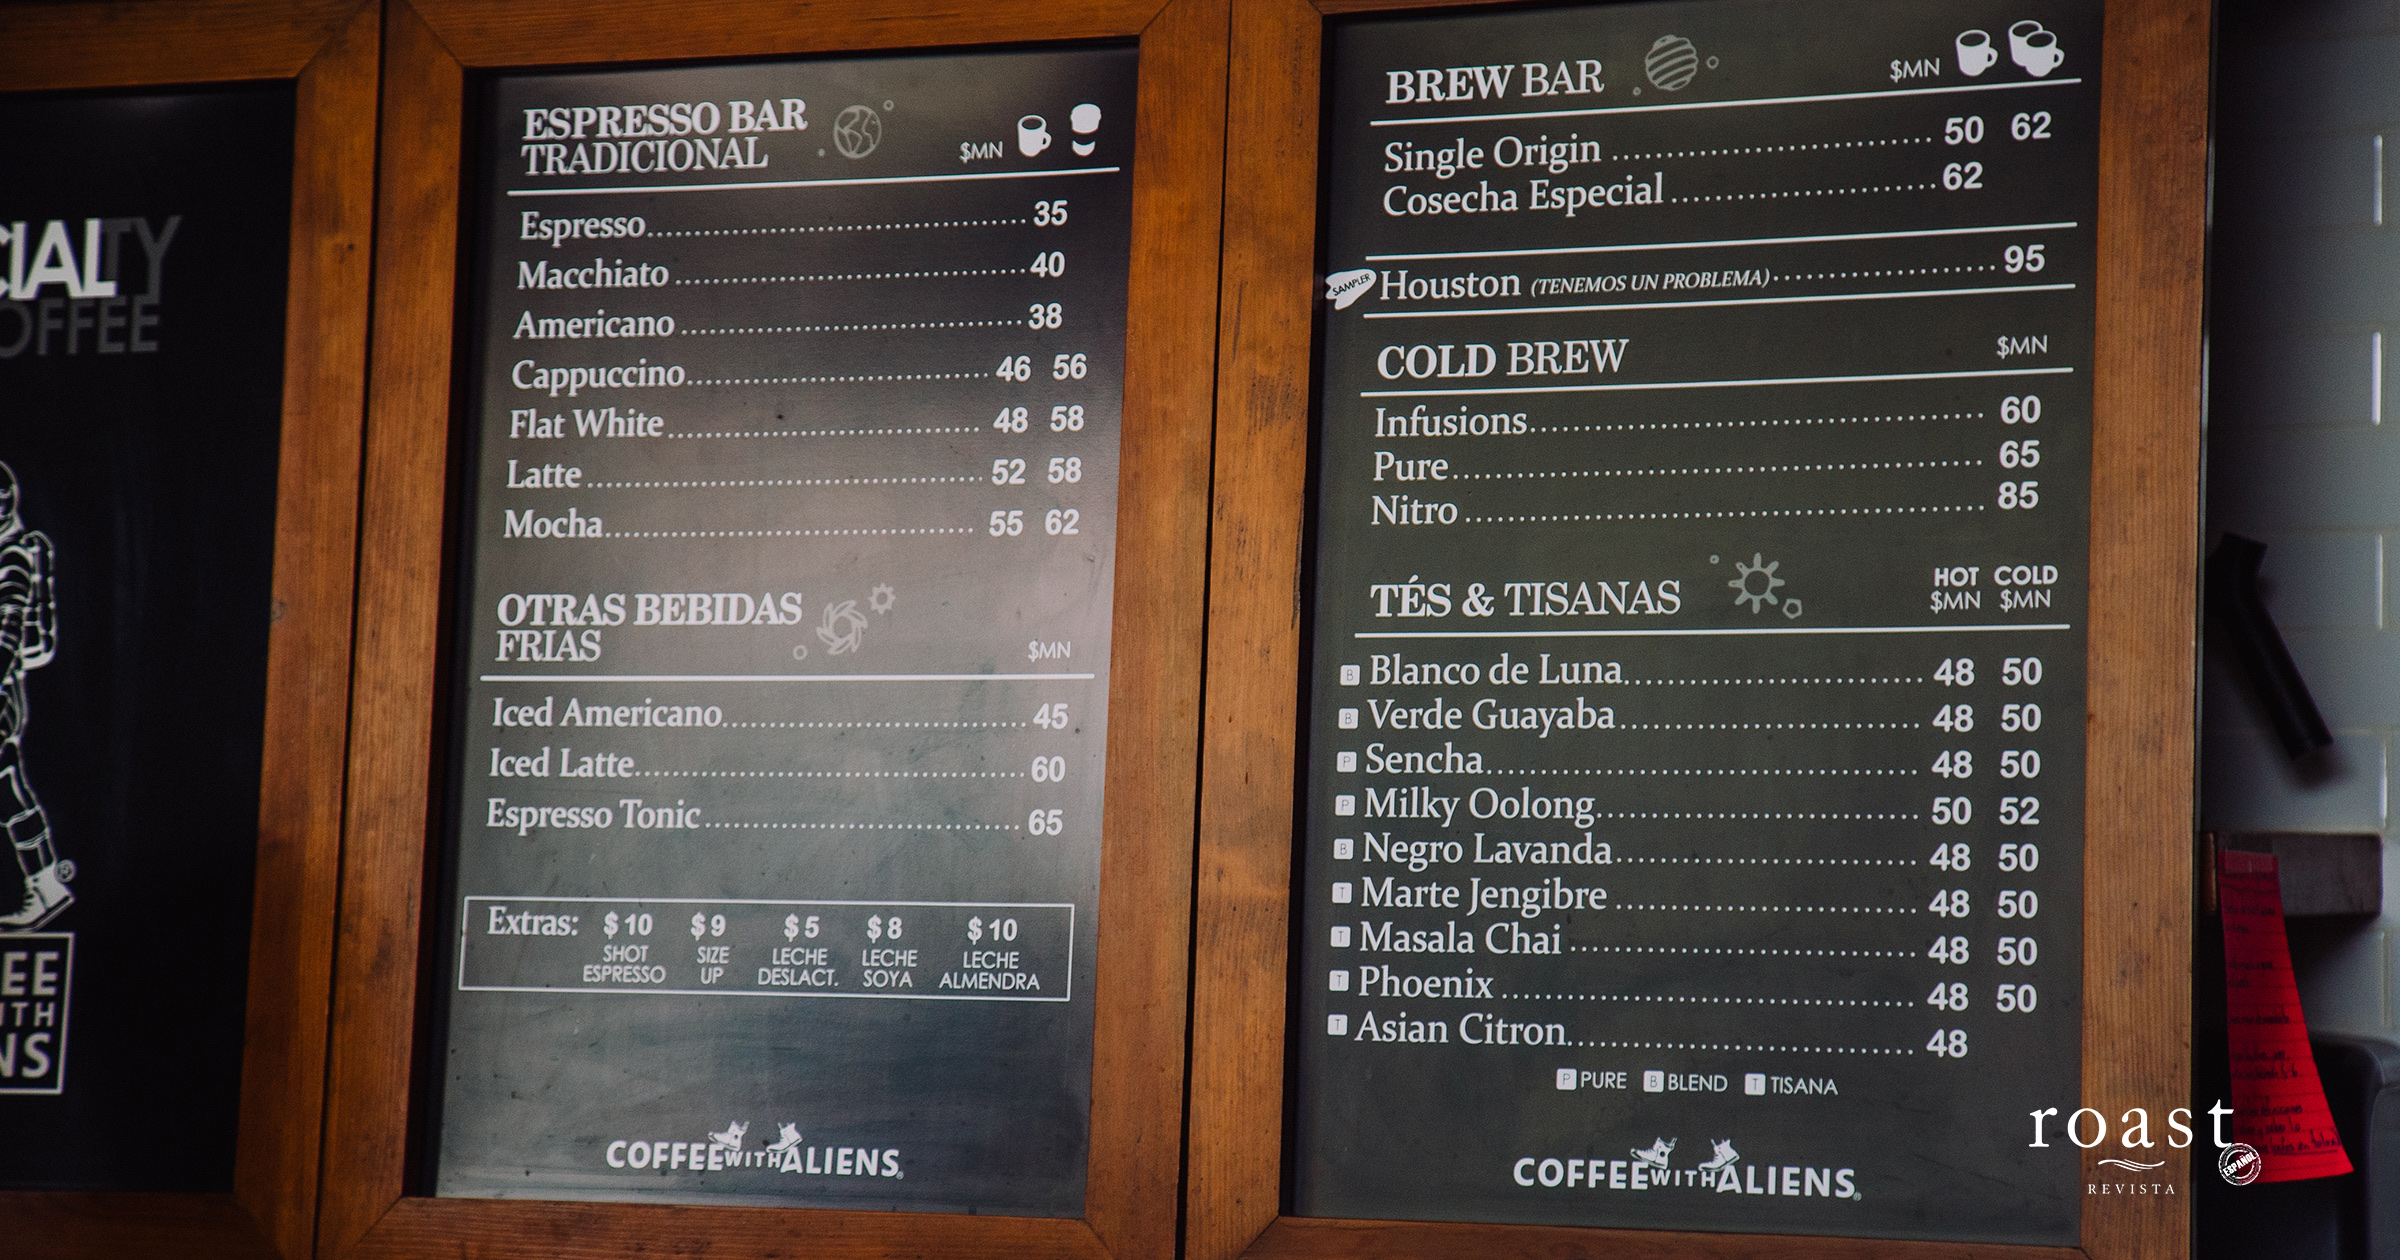 CIALTY
OFFEE
EE
ITH
NS
ESPRESSO BAR
TRADICIONAL
$MN
Espresso 35
Macchiato 40
Americano 38
Cappuccino 46 56
Flat White 48 58
Latte 52 58
Mocha 55 62
OTRAS BEBIDAS
FRIAS
$MN
Iced Americano 45
Iced Latte 60
Espresso Tonic 65
Extras: $10 $9 $5 $8 $10
SHOT SIZE LECHE LECHE LECHE
ESPRESSO UP DESLACT. SOYA ALMENDRA
COFFEE WITH ALIENS
BREW BAR $MN
Single Origin 50 62
Cosecha Especial 62
SAMPLER Houston (TENEMOS UN PROBLEMA) 95
COLD BREW $MN
Infusions 60
Pure 65
Nitro 85
TÉS & TISANAS
HOT COLD
$MN $MN
B Blanco de Luna 48 50
B Verde Guayaba 48 50
P Sencha 48 50
P Milky Oolong 50 52
B Negro Lavanda 48 50
T Marte Jengibre 48 50
T Masala Chai 48 50
T Phoenix 48 50
T Asian Citron 48
P PURE B BLEND T TISANA
COFFEE WITH ALIENS
roast
ESPAÑOL
REVISTA